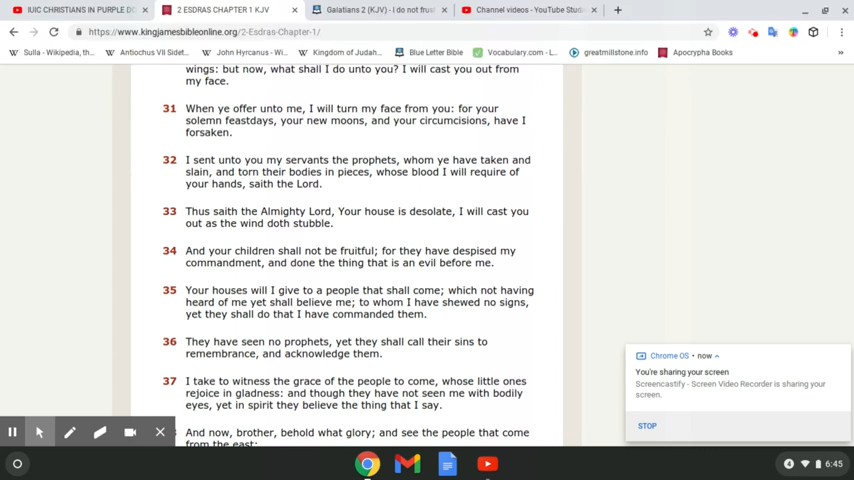 IUIC CHRISTIANS IN PURPLE DC
2 ESDRAS CHAPTER 1 KJV
Galatians 2 (KJV) - I do not frus
Channel videos - YouTube Studi
https://www.kingjamesbibleonline.org/2-Esdras-Chapter-1/
Sulla - Wikipedia, th…
Antiochus VII Sidet…
John Hyrcanus - Wi…
Kingdom of Judah…
Blue Letter Bible
Vocabulary.com - L…
greatmillstone.info
Apocrypha Books
wings: but now, what shall I do unto you? I will cast you out from
my face.
31 When ye offer unto me, I will turn my face from you: for your
solemn feastdays, your new moons, and your circumcisions, have I
forsaken.
32 I sent unto you my servants the prophets, whom ye have taken and
slain, and torn their bodies in pieces, whose blood I will require of
your hands, saith the Lord.
33 Thus saith the Almighty Lord, Your house is desolate, I will cast you
out as the wind doth stubble.
34 And your children shall not be fruitful; for they have despised my
commandment, and done the thing that is an evil before me.
35 Your houses will I give to a people that shall come; which not having
heard of me yet shall believe me; to whom I have shewed no signs,
yet they shall do that I have commanded them.
36 They have seen no prophets, yet they shall call their sins to
remembrance, and acknowledge them.
37 I take to witness the grace of the people to come, whose little ones
rejoice in gladness: and though they have not seen me with bodily
eyes, yet in spirit they believe the thing that I say.
And now, brother, behold what glory; and see the people that come
from the east:
Chrome OS • now
You're sharing your screen
Screencastify - Screen Video Recorder is sharing your
screen.
STOP
4
6:45